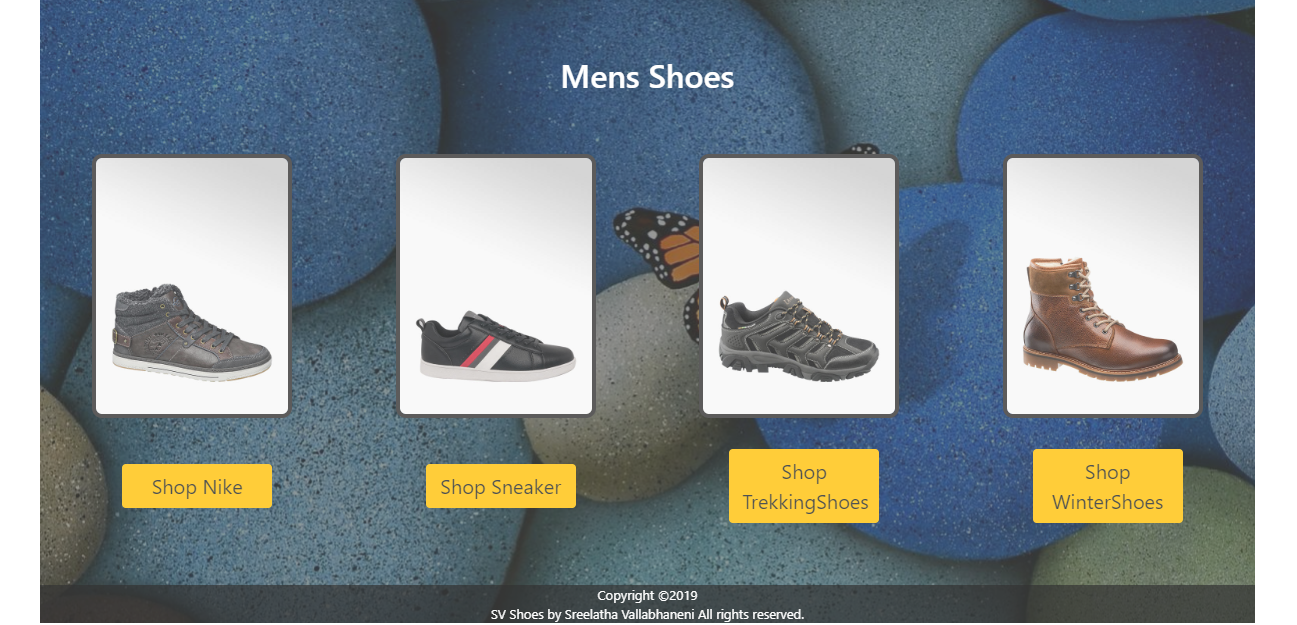 Mens Shoes
Shop Nike
Shop Sneaker
Shop
TrekkingShoes
Shop
WinterShoes
Copyright ©2019
SV Shoes by Sreelatha Vallabhaneni All rights reserved.